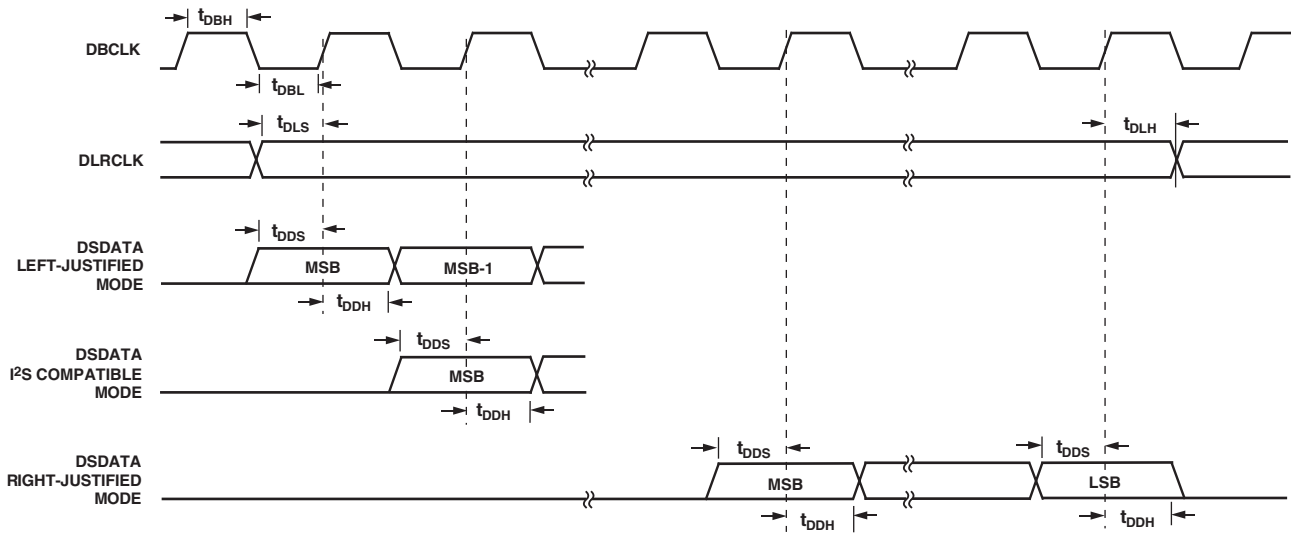 tDBH
DBCLK
tDBL
tDLS
tDLH
DLRCLK
tDDS
DSDATA
LEFT-JUSTIFIED
MODE
MSB
MSB-1
tDDH
tDDS
DSDATA
I²S COMPATIBLE
MODE
MSB
tDDH
tDDS
tDDS
DSDATA
RIGHT-JUSTIFIED
MODE
MSB
LSB
tDDH
tDDH